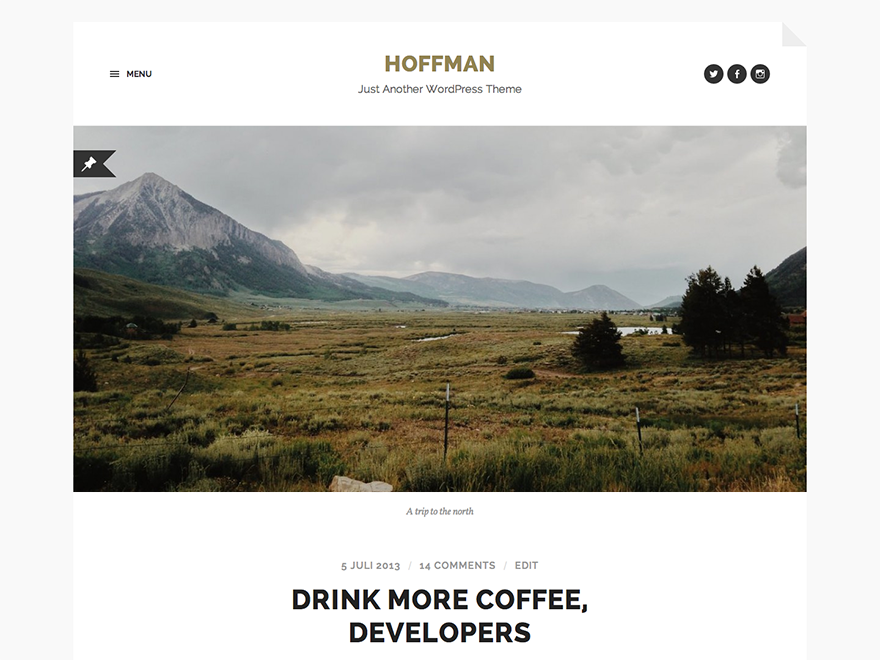 MENU
HOFFMAN
Just Another WordPress Theme
A trip to the north
5 JULI 2013 / 14 COMMENTS / EDIT
DRINK MORE COFFEE,
DEVELOPERS